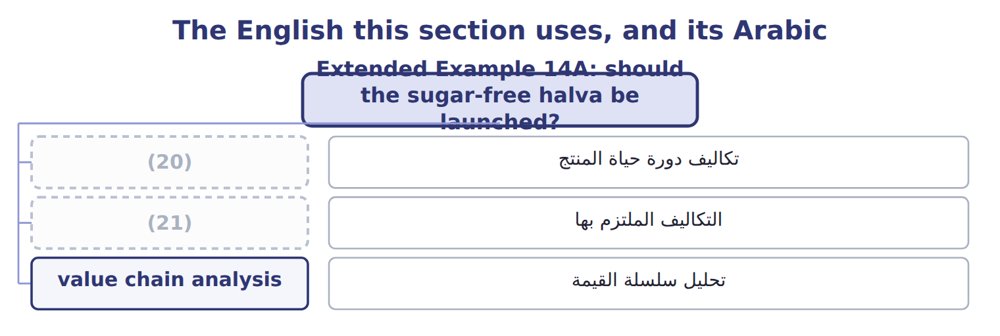 The English this section uses, and its Arabic
Extended Example 14A: should
the sugar-free halva be
launched?
(20)
تكاليف دورة حياة المنتج
(21)
التكاليف الملتزم بها
value chain analysis
تحليل سلسلة القيمة